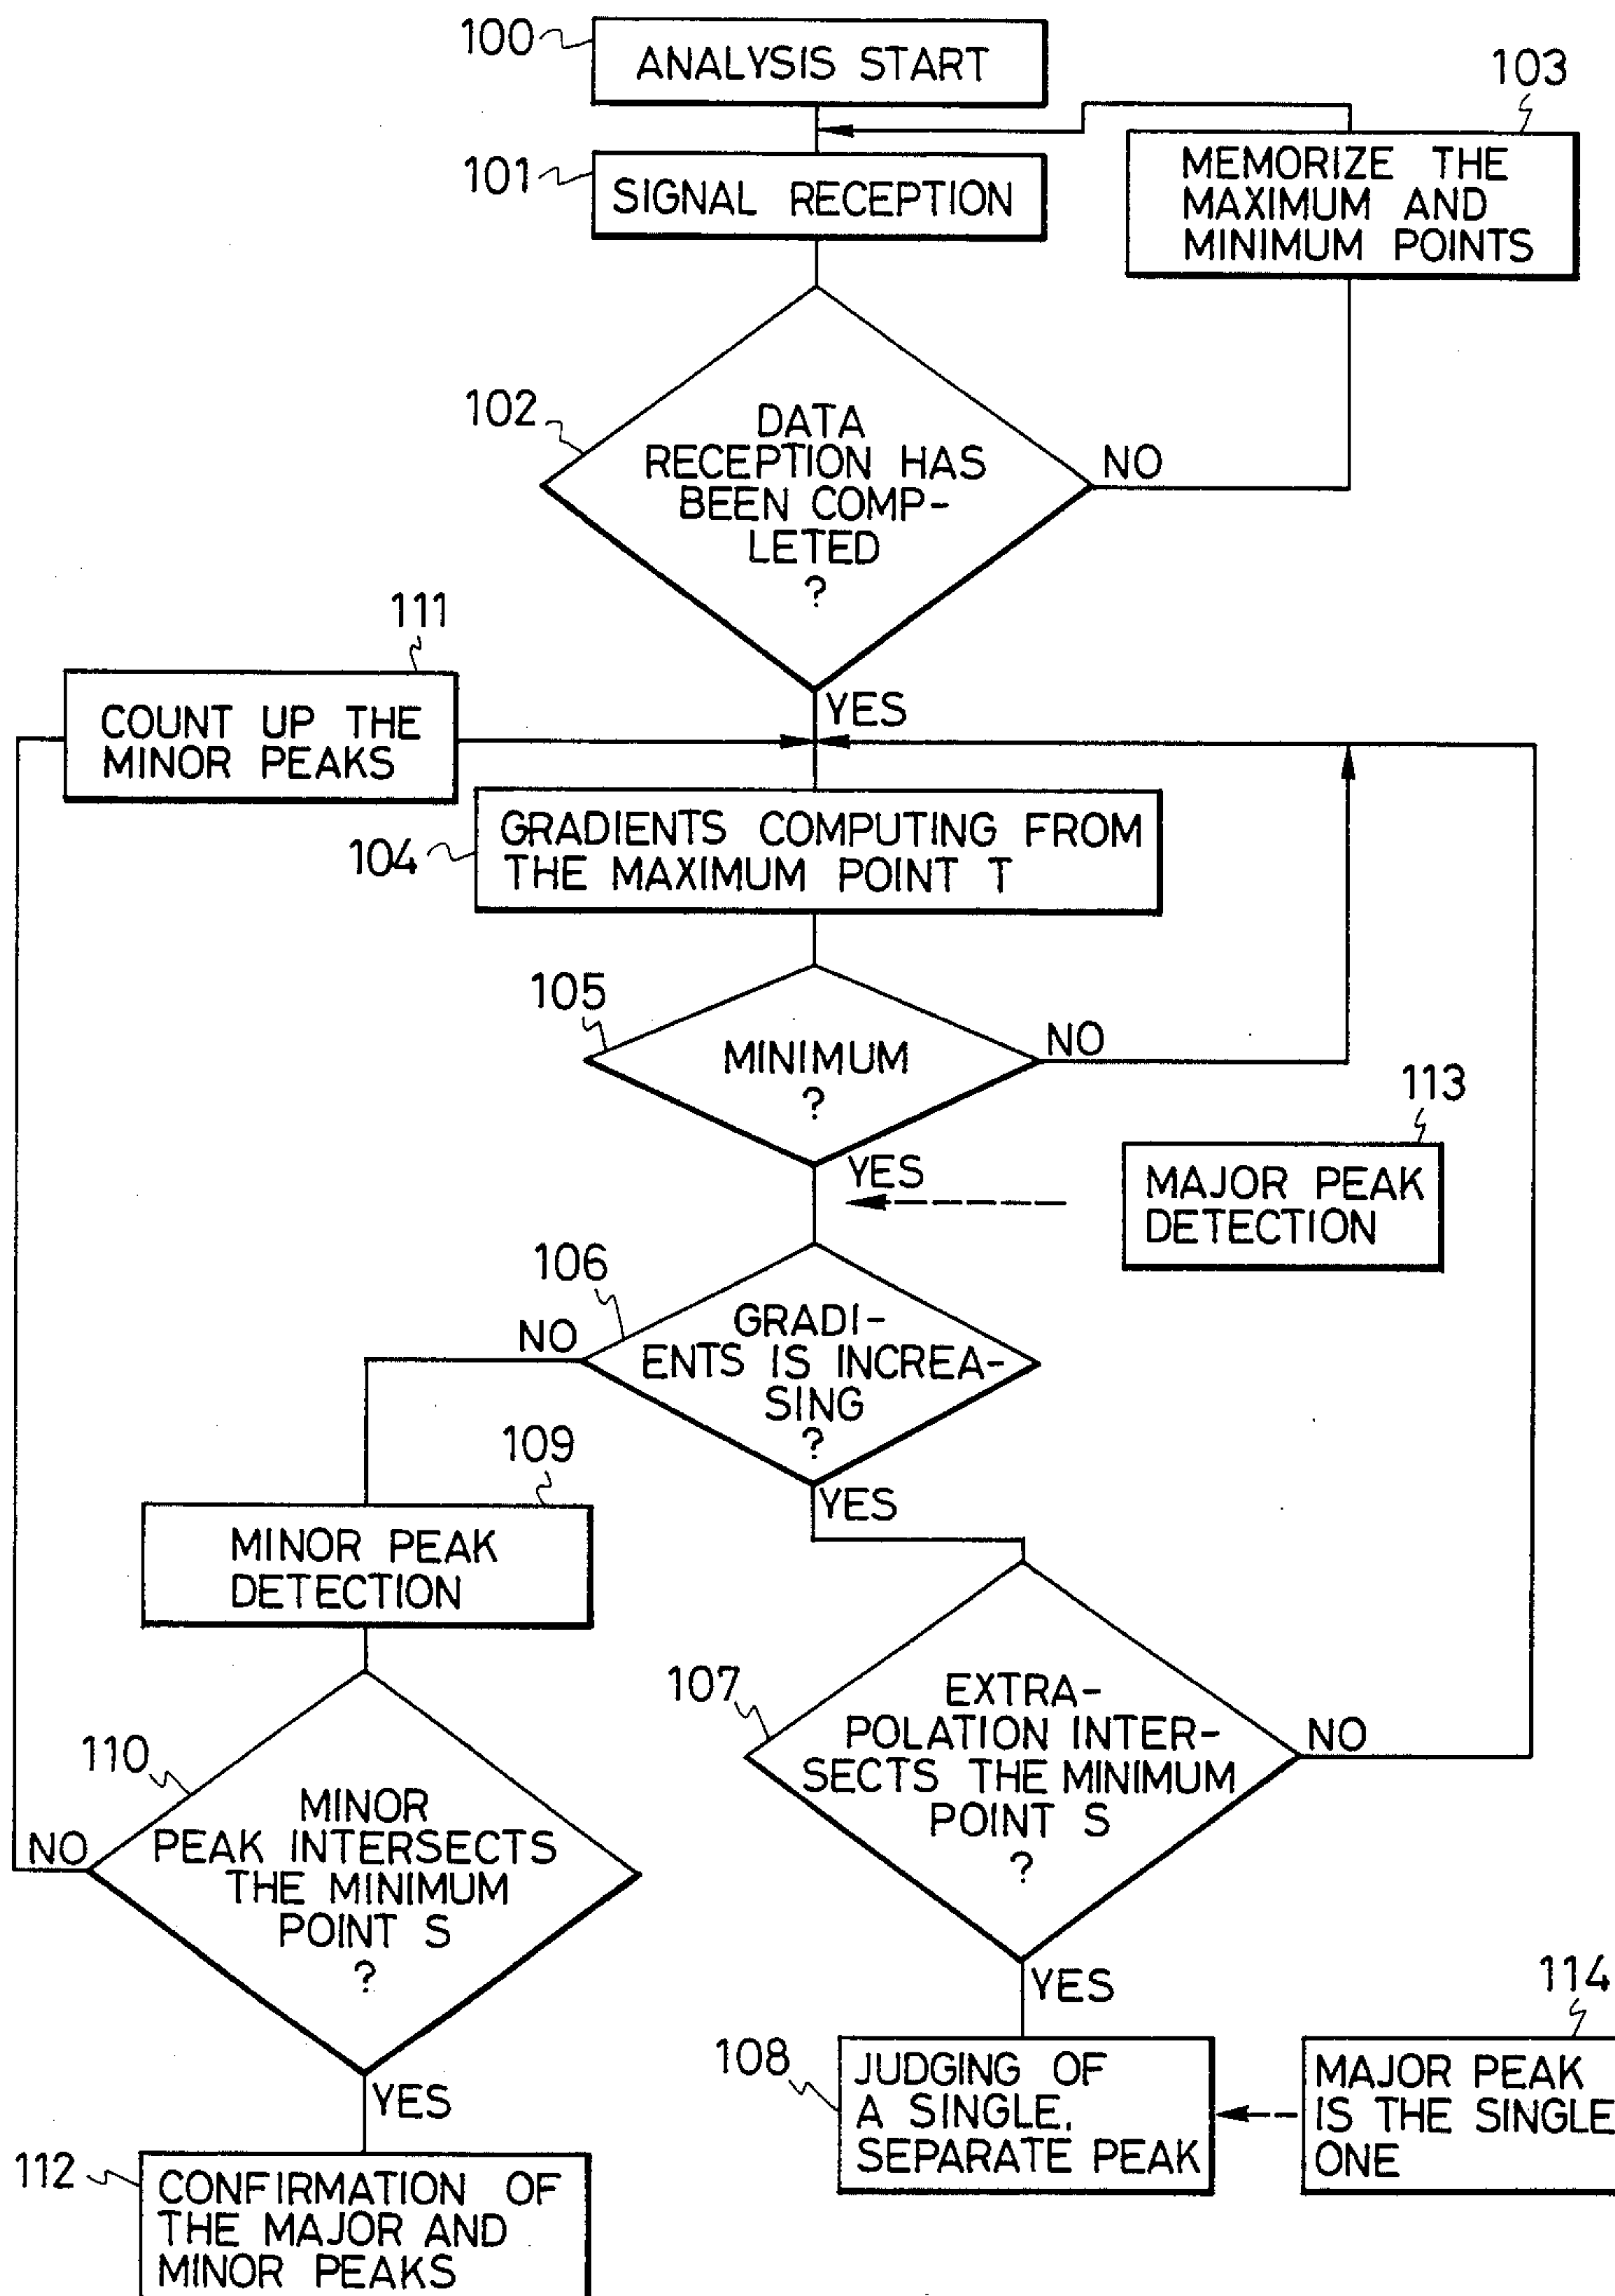 100
ANALYSIS START
103
MEMORIZE THE
MAXIMUM AND
MINIMUM POINTS
101
SIGNAL RECEPTION
102
DATA
RECEPTION HAS
BEEN COMP-
LETED
?
NO
YES
111
COUNT UP THE
MINOR PEAKS
104
GRADIENTS COMPUTING FROM
THE MAXIMUM POINT T
105
MINIMUM
?
NO
YES
113
MAJOR PEAK
DETECTION
106
GRADI-
ENTS IS INCREA-
SING
?
NO
YES
109
MINOR PEAK
DETECTION
107
EXTRA-
POLATION INTER-
SECTS THE MINIMUM
POINT S
?
NO
YES
110
MINOR
PEAK INTERSECTS
THE MINIMUM
POINT S
?
NO
YES
108
JUDGING OF
A SINGLE,
SEPARATE PEAK
114
MAJOR PEAK
IS THE SINGLE
ONE
112
CONFIRMATION OF
THE MAJOR AND
MINOR PEAKS